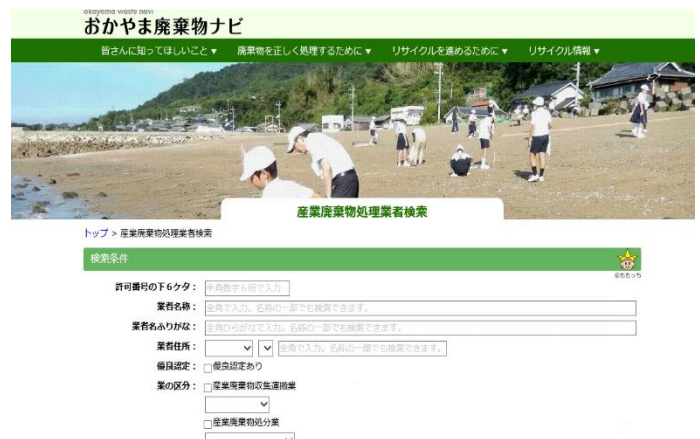 okayama waste navi
おかやま廃棄物ナビ
皆さんに知ってほしいこと ▼ 廃棄物を正しく処理するために ▼ リサイクルを進めるために ▼ リサイクル情報 ▼
産業廃棄物処理業者検索
トップ > 産業廃棄物処理業者検索
検索条件
©ももっち
許可番号の下6ケタ： 半角数字6桁で入力
業者名称： 全角で入力。名称の一部でも検索できます。
業者名ふりがな： 全角ひらがなで入力。名称の一部でも検索できます。
業者住所： 全角で入力。名称の一部でも検索できます。
優良認定： 優良認定あり
業の区分： 産業廃棄物収集運搬業
産業廃棄物処分業